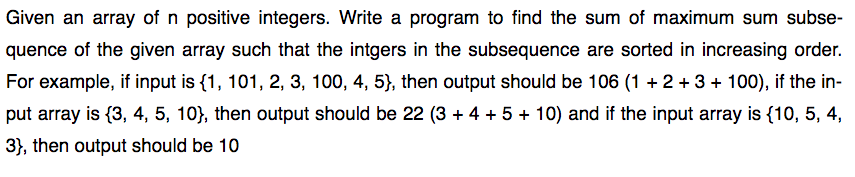 Given an array of n positive integers. Write a program to find the sum of maximum sum subse-
quence of the given array such that the intgers in the subsequence are sorted in increasing order.
For example, if input is {1, 101, 2, 3, 100, 4, 5}, then output should be 106 (1 + 2 + 3 + 100), if the in-
put array is {3, 4, 5, 10}, then output should be 22 (3 + 4 + 5 + 10) and if the input array is {10, 5, 4,
3}, then output should be 10